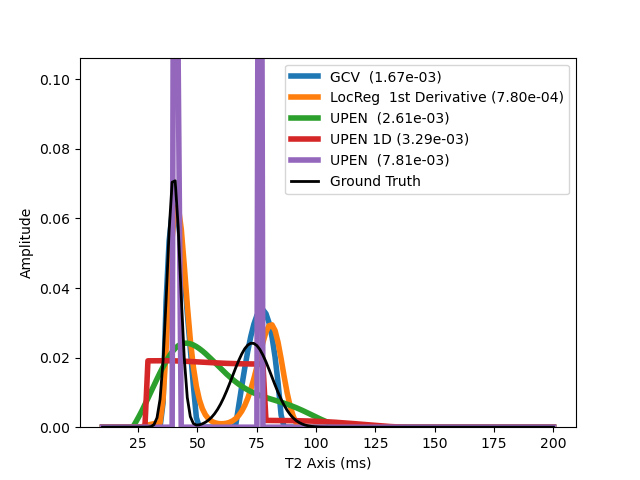 GCV  (1.67e-03)
LocReg  1st Derivative (7.80e-04)
UPEN  (2.61e-03)
UPEN 1D (3.29e-03)
UPEN  (7.81e-03)
Ground Truth
0.10
0.08
0.06
0.04
0.02
0.00
Amplitude
25 50 75 100 125 150 175 200
T2 Axis (ms)